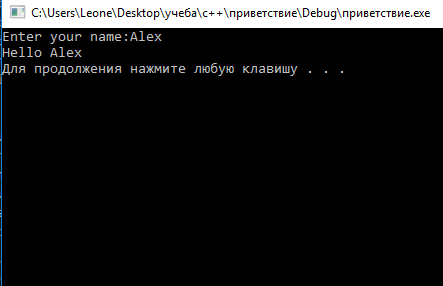 C:\Users\Leone\Desktop\учеба\с++\приветствие\Debug\приветствие.exe
Enter your name:Alex
Hello Alex
Для продолжения нажмите любую клавишу . . .